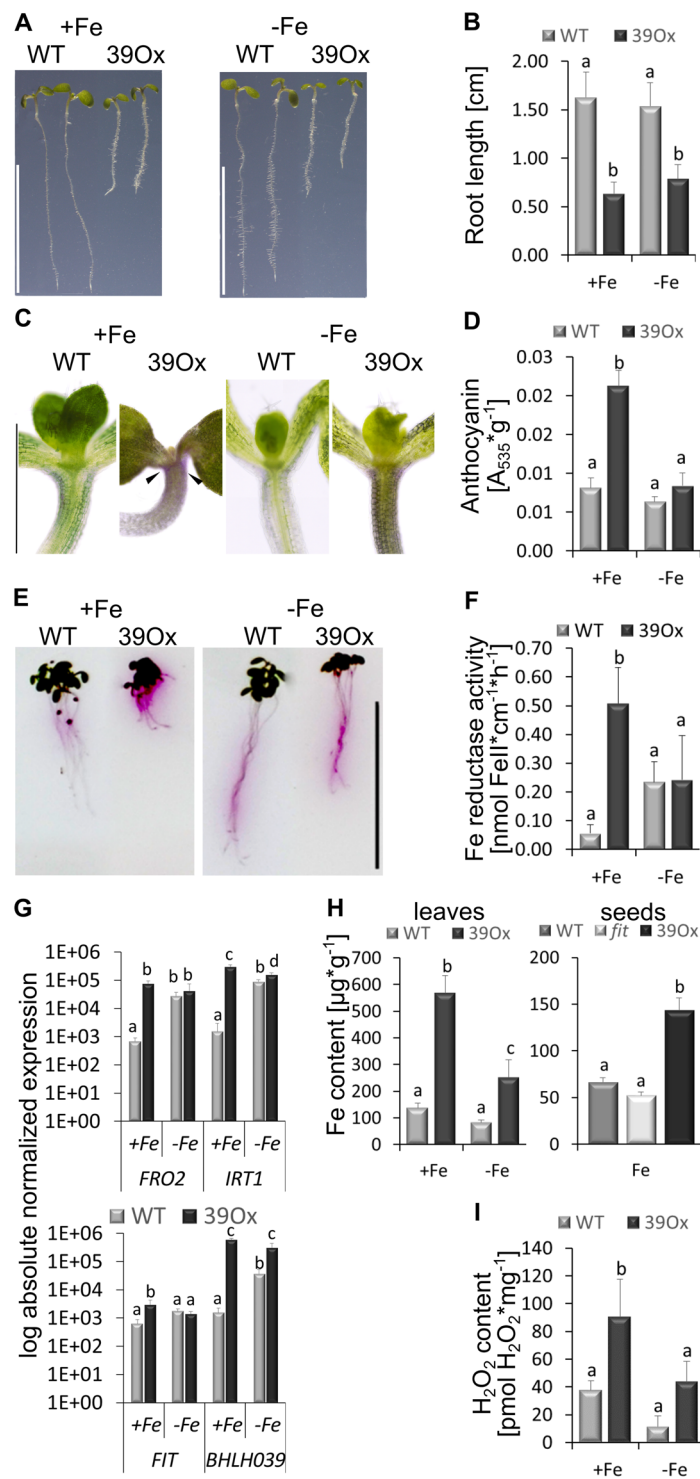 A
+Fe
-Fe
WT
39Ox
WT
39Ox
B
WT
39Ox
Root length [cm]
2.00
1.50
1.00
0.50
0.00
a
b
a
b
+Fe
-Fe
C
+Fe
-Fe
WT
39Ox
WT
39Ox
D
WT
39Ox
Anthocyanin
[A535*g-1]
0.03
0.02
0.02
0.01
0.01
0.00
a
b
a
a
+Fe
-Fe
E
+Fe
-Fe
WT
39Ox
WT
39Ox
F
WT
39Ox
Fe reductase activity
[nmol FeII*cm-1*h-1]
0.70
0.60
0.50
0.40
0.30
0.20
0.10
0.00
a
b
a
a
+Fe
-Fe
G
log absolute normalized expression
1E+06
1E+05
1E+04
1E+03
1E+02
1E+01
1E+00
a
b
b
b
a
c
b
d
+Fe
-Fe
+Fe
-Fe
FRO2
IRT1
WT
39Ox
1E+06
1E+05
1E+04
1E+03
1E+02
1E+01
1E+00
a
b
a
a
a
c
b
c
+Fe
-Fe
+Fe
-Fe
FIT
BHLH039
H
leaves
WT
39Ox
Fe content [µg*g-1]
700
600
500
400
300
200
100
0
a
b
a
c
+Fe
-Fe
seeds
WT
fit
39Ox
200
150
100
50
0
a
a
b
Fe
I
WT
39Ox
H2O2 content
[pmol H2O2*mg-1]
140
120
100
80
60
40
20
0
a
b
a
a
+Fe
-Fe